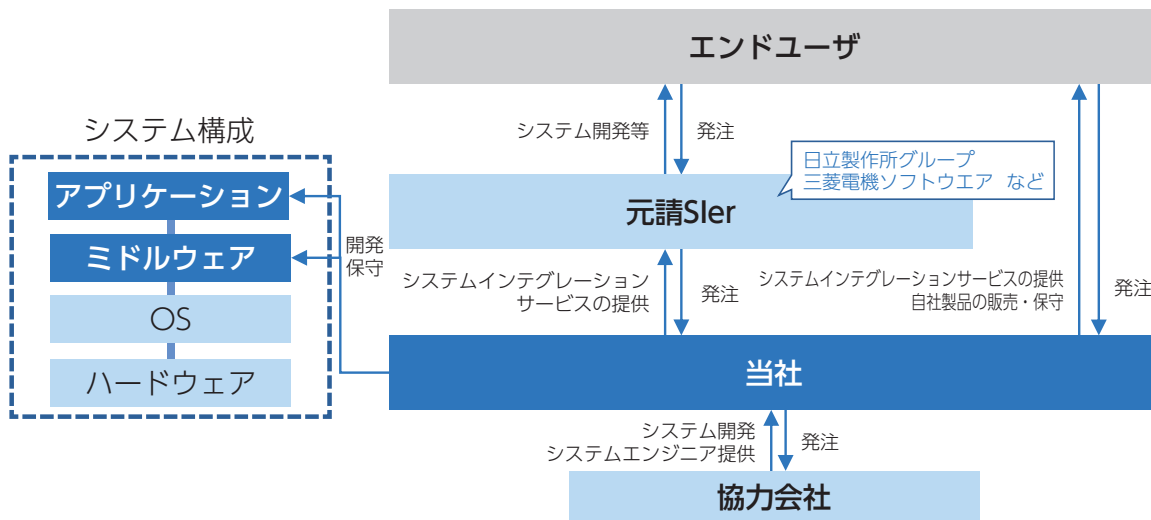 エンドユーザ
システム開発等
発注
日立製作所グループ
三菱電機ソフトウエア など
元請SIer
システム構成
アプリケーション
ミドルウェア
OS
ハードウェア
開発
保守
システムインテグレーション
サービスの提供
発注
システムインテグレーションサービスの提供
自社製品の販売・保守
発注
当社
システム開発
システムエンジニア提供
発注
協力会社